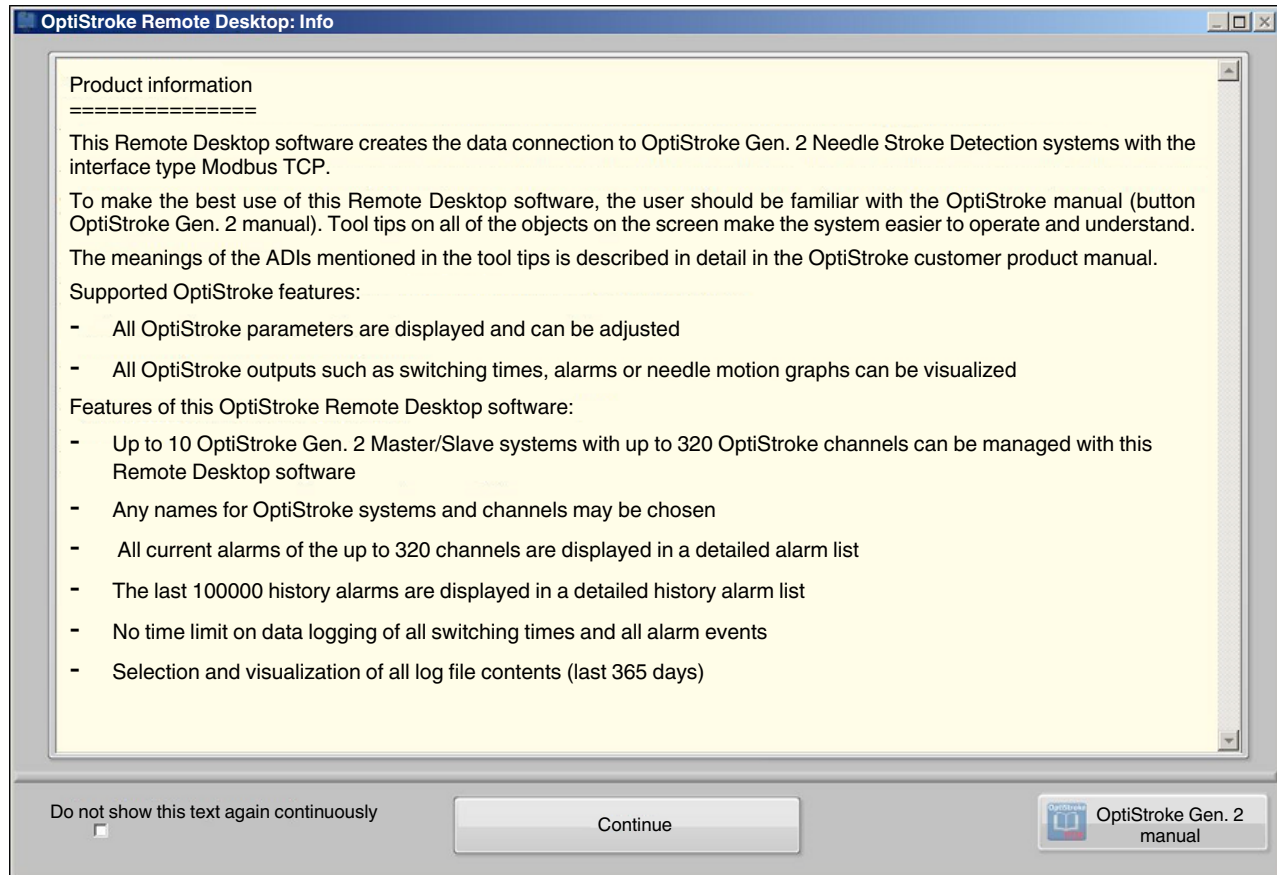 OptiStroke Remote Desktop: Info
Product information
===============
This Remote Desktop software creates the data connection to OptiStroke Gen. 2 Needle Stroke Detection systems with the
interface type Modbus TCP.
To make the best use of this Remote Desktop software, the user should be familiar with the OptiStroke manual (button
OptiStroke Gen. 2 manual). Tool tips on all of the objects on the screen make the system easier to operate and understand.
The meanings of the ADIs mentioned in the tool tips is described in detail in the OptiStroke customer product manual.
Supported OptiStroke features:
- All OptiStroke parameters are displayed and can be adjusted
- All OptiStroke outputs such as switching times, alarms or needle motion graphs can be visualized
Features of this OptiStroke Remote Desktop software:
- Up to 10 OptiStroke Gen. 2 Master/Slave systems with up to 320 OptiStroke channels can be managed with this
Remote Desktop software
- Any names for OptiStroke systems and channels may be chosen
- All current alarms of the up to 320 channels are displayed in a detailed alarm list
- The last 100000 history alarms are displayed in a detailed history alarm list
- No time limit on data logging of all switching times and all alarm events
- Selection and visualization of all log file contents (last 365 days)
Do not show this text again continuously
Continue
OptiStroke
OptiStroke Gen. 2
manual